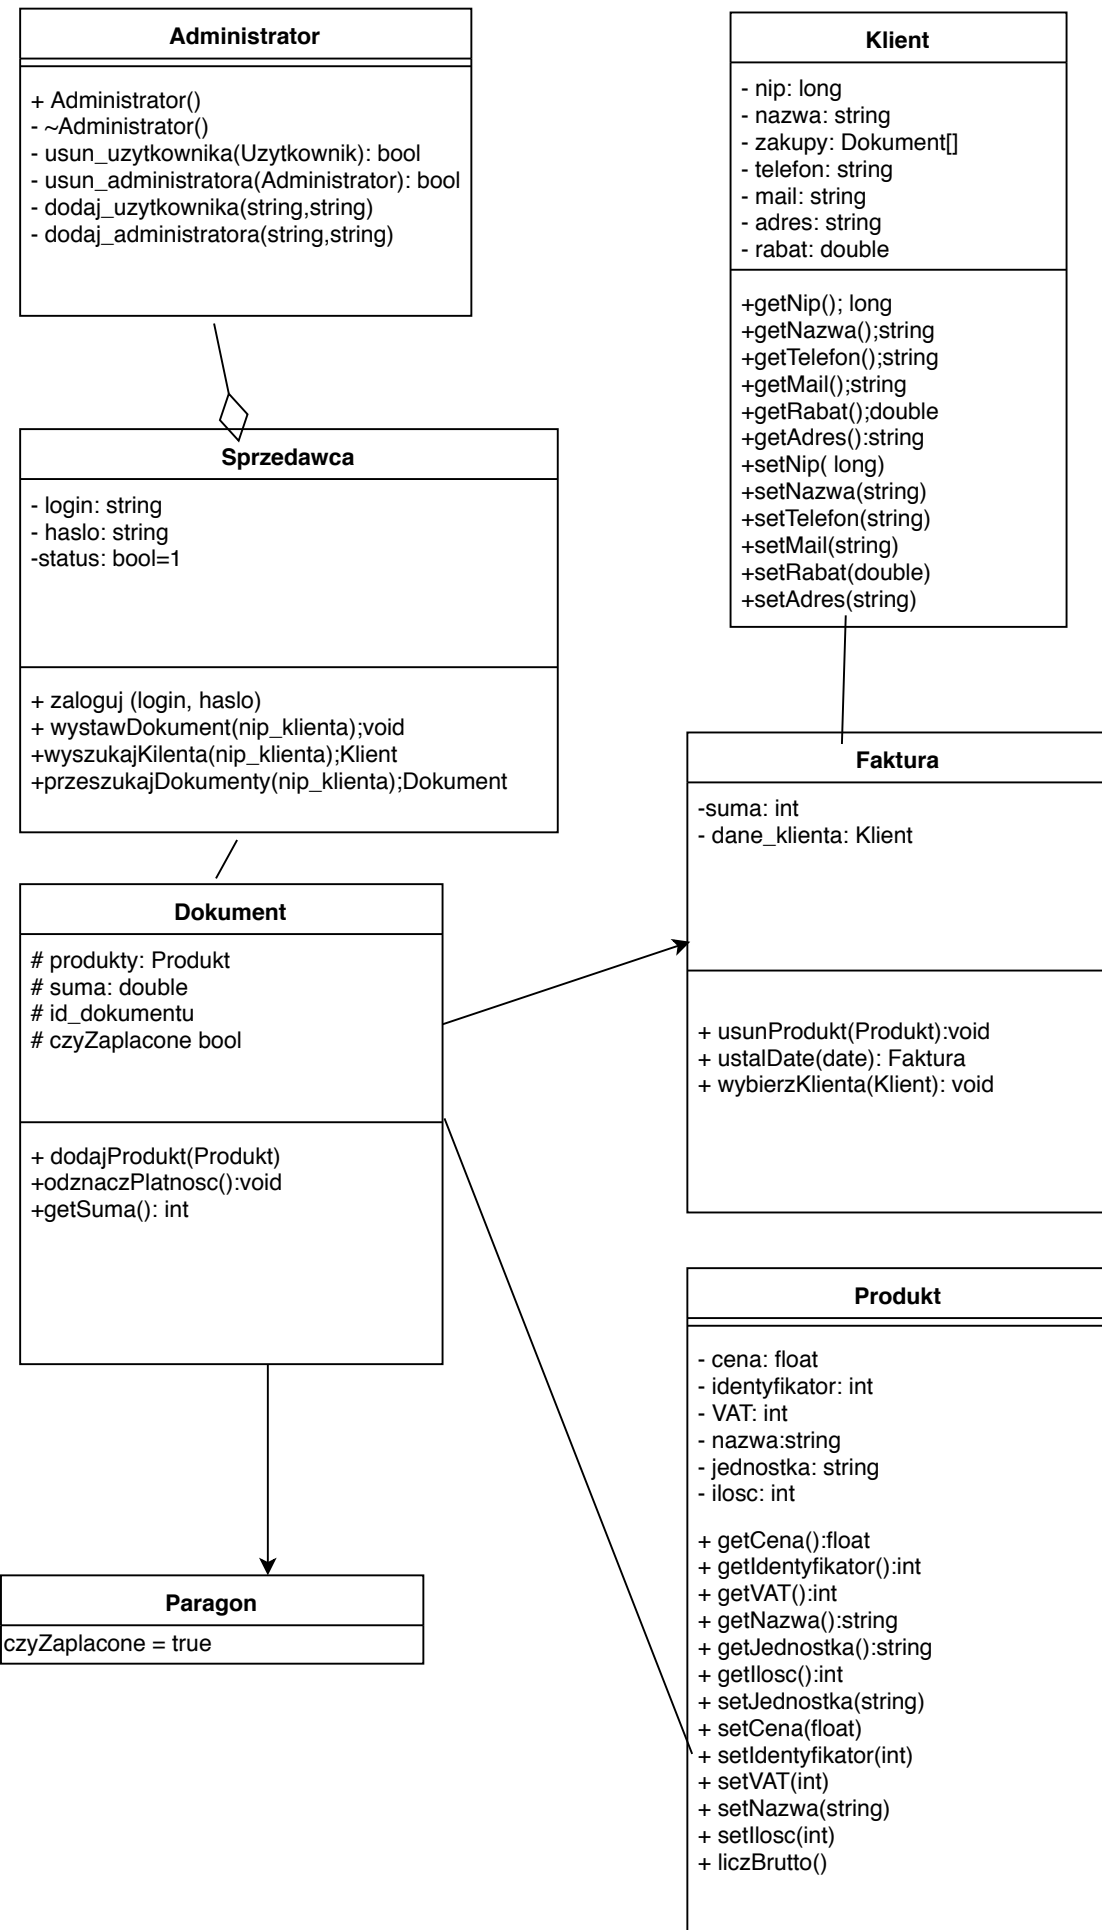 Administrator
+ Administrator()
- ~Administrator()
- usun_uzytkownika(Uzytkownik): bool
- usun_administratora(Administrator): bool
- dodaj_uzytkownika(string,string)
- dodaj_administratora(string,string)
Klient
- nip: long
- nazwa: string
- zakupy: Dokument[]
- telefon: string
- mail: string
- adres: string
- rabat: double
+getNip(); long
+getNazwa();string
+getTelefon();string
+getMail();string
+getRabat();double
+getAdres():string
+setNip( long)
+setNazwa(string)
+setTelefon(string)
+setMail(string)
+setRabat(double)
+setAdres(string)
Sprzedawca
- login: string
- haslo: string
-status: bool=1
+ zaloguj (login, haslo)
+ wystawDokument(nip_klienta);void
+wyszukajKilenta(nip_klienta);Klient
+przeszukajDokumenty(nip_klienta);Dokument
Faktura
-suma: int
- dane_klienta: Klient
+ usunProdukt(Produkt):void
+ ustalDate(date): Faktura
+ wybierzKlienta(Klient): void
Dokument
# produkty: Produkt
# suma: double
# id_dokumentu
# czyZaplacone bool
+ dodajProdukt(Produkt)
+odznaczPlatnosc():void
+getSuma(): int
Produkt
- cena: float
- identyfikator: int
- VAT: int
- nazwa:string
- jednostka: string
- ilosc: int
+ getCena():float
+ getIdentyfikator():int
+ getVAT():int
+ getNazwa():string
+ getJednostka():string
+ getIlosc():int
+ setJednostka(string)
+ setCena(float)
+ setIdentyfikator(int)
+ setVAT(int)
+ setNazwa(string)
+ setIlosc(int)
+ liczBrutto()
Paragon
czyZaplacone = true